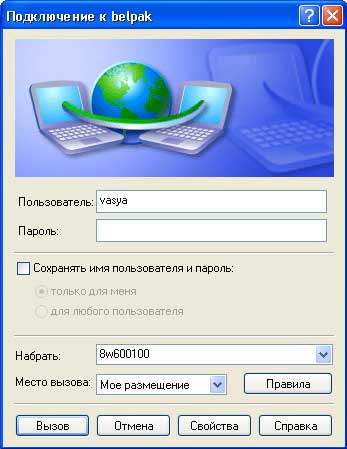 Подключение к belpak
Пользователь: vasya
Пароль:
Сохранять имя пользователя и пароль:
только для меня
для любого пользователя
Набрать: 8w600100
Место вызова: Мое размещение Правила
Вызов Отмена Свойства Справка